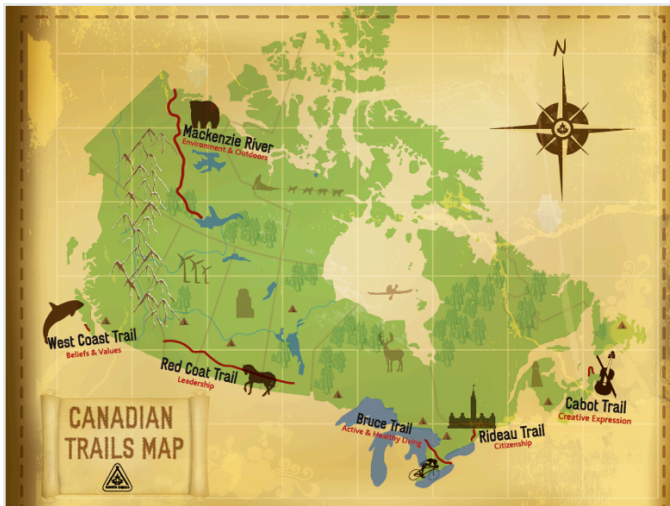 N
Mackenzie River
Environment & Outdoors
West Coast Trail
Beliefs & Values
Red Coat Trail
Leadership
Cabot Trail
Creative Expression
Bruce Trail
Active & Healthy Living
Rideau Trail
Citizenship
CANADIAN
TRAILS MAP